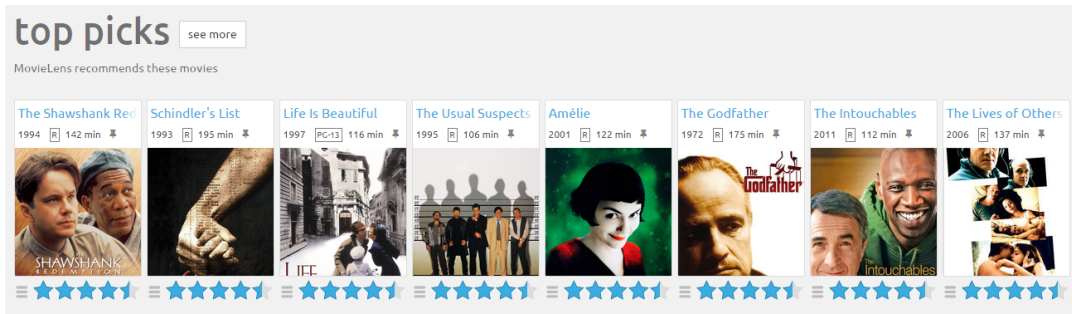 top picks see more
MovieLens recommends these movies
The Shawshank Red Schindler's List Life Is Beautiful The Usual Suspects Amélie The Godfather The Intouchables The Lives of Others
1994 R 142 min 1993 R 195 min 1997 PG-13 116 min 1995 R 106 min 2001 R 122 min 1972 R 175 min 2011 R 112 min 2006 R 137 min
The Godfather
SHAWSHANK
REDEMPTION
LIFE
The Intouchables